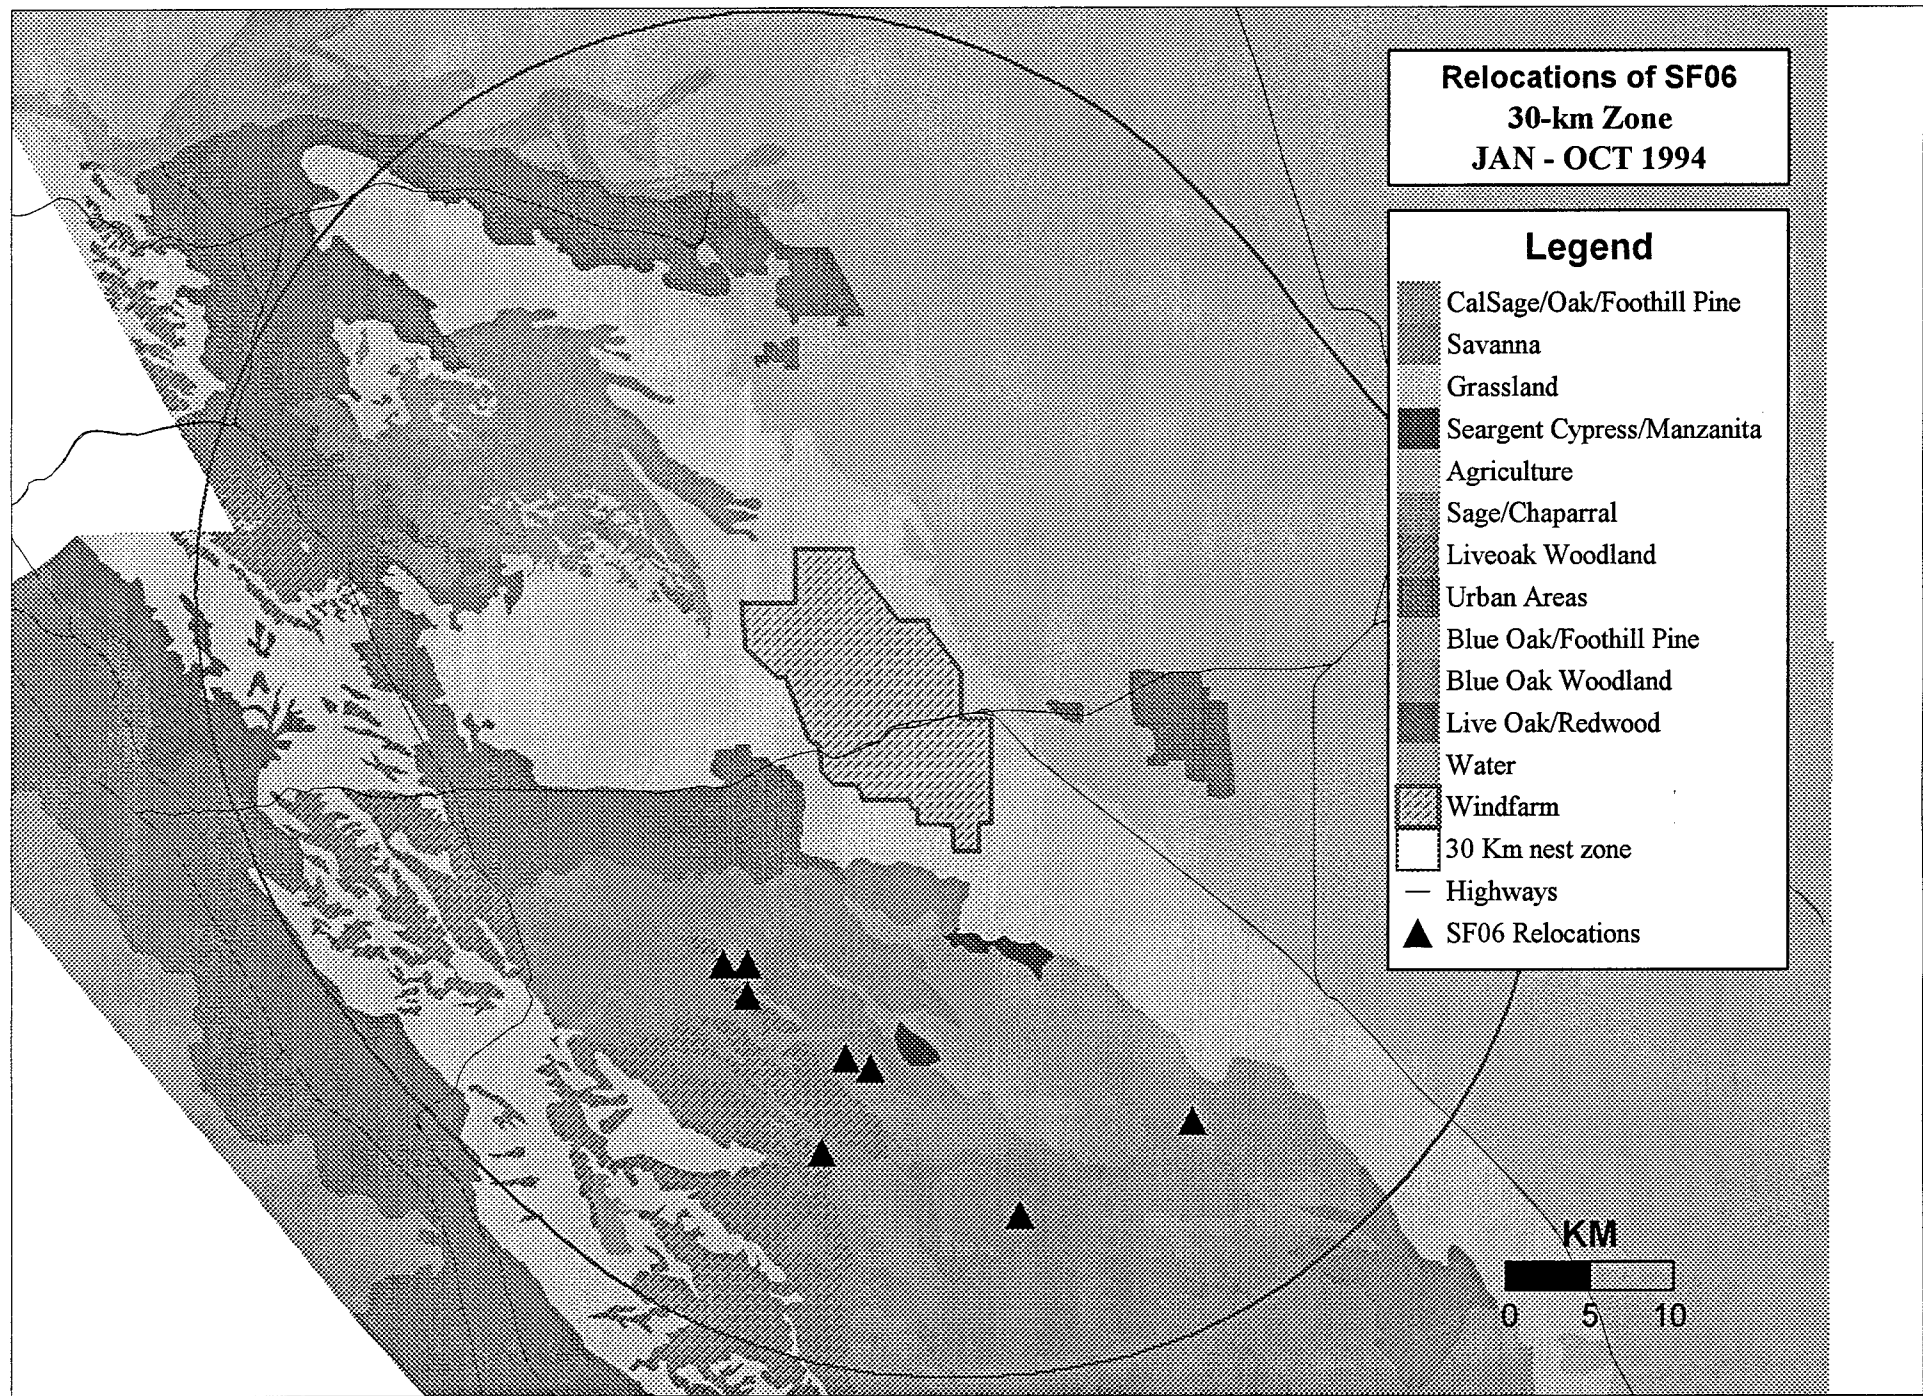 Relocations of SF06
30-km Zone
JAN - OCT 1994
Legend
CalSage/Oak/Foothill Pine
Savanna
Grassland
Seargent Cypress/Manzanita
Agriculture
Sage/Chaparral
Liveoak Woodland
Urban Areas
Blue Oak/Foothill Pine
Blue Oak Woodland
Live Oak/Redwood
Water
Windfarm
30 Km nest zone
Highways
SF06 Relocations
KM
0 5 10